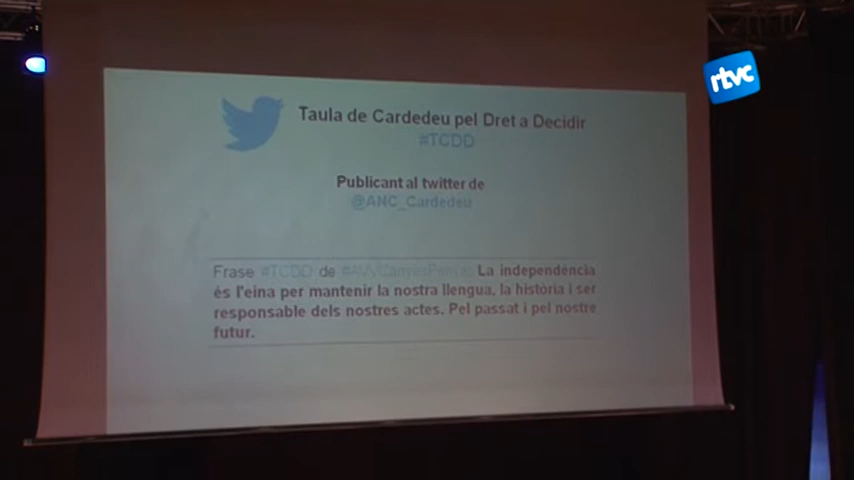 rtvc
Taula de Cardedeu pel Dret a Decidir
#TCDD
Publicant al twitter de
@ANC_Cardedeu
Frase #TCDD de La independència
és l'eina per mantenir la nostra llengua, la història i ser
responsable dels nostres actes. Pel passat i pel nostre
futur.